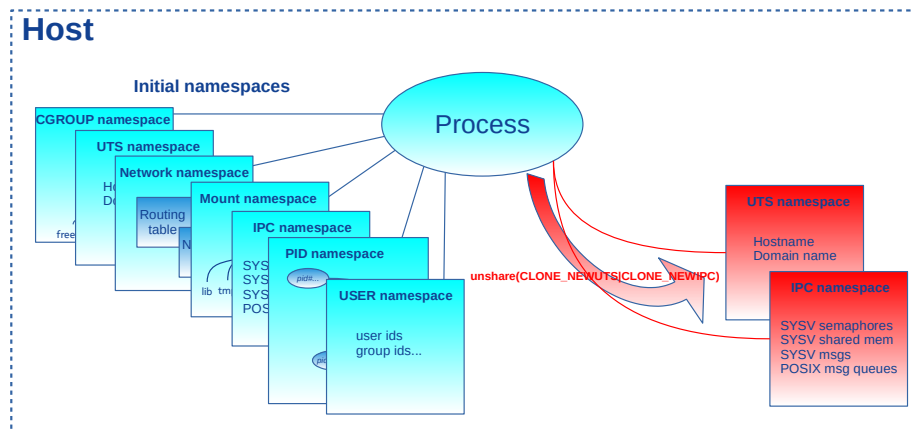 Host
Initial namespaces
Process
CGROUP namespace
UTS namespace
Network namespace
Routing
table
Mount namespace
lib
IPC namespace
PID namespace
pid#...
USER namespace
user ids
group ids...
unshare(CLONE_NEWUTS|CLONE_NEWIPC)
UTS namespace
Hostname
Domain name
IPC namespace
SYSV semaphores
SYSV shared mem
SYSV msgs
POSIX msg queues